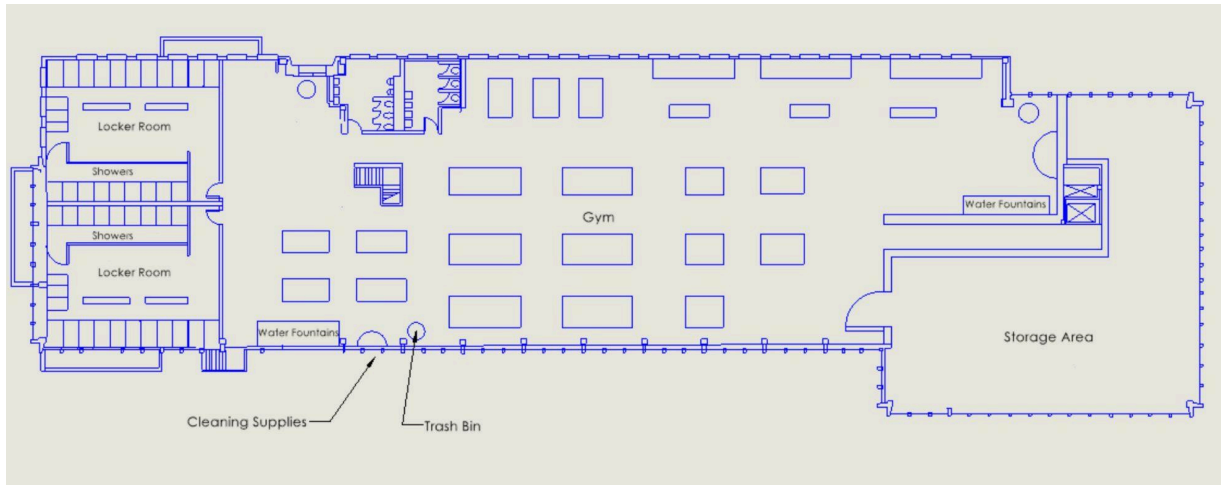 Locker Room
Showers
Showers
Locker Room
Gym
Water Fountains
Water Fountains
Storage Area
Cleaning Supplies
Trash Bin